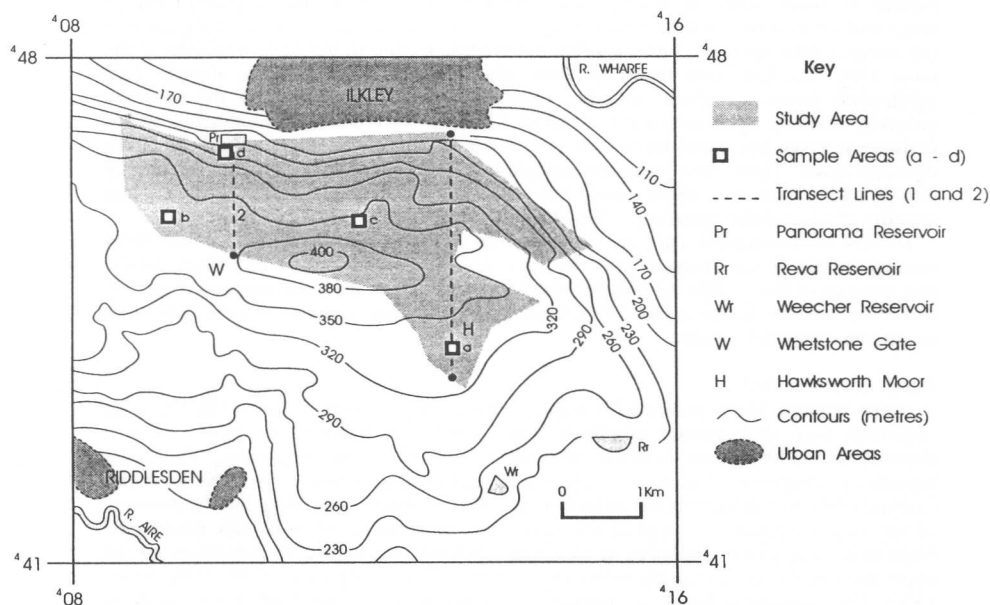 ⁴08
⁴16
⁴48
⁴48
R. WHARFE
ILKLEY
170
Pr
d
110
140
b
2
c
1
W
400
380
170
200
350
320
230
H
260
a
290
320
290
Rr
Wr
RIDDLESDEN
0 1Km
260
R. AIRE
230
⁴41
⁴41
⁴08
⁴16
Key
Study Area
Sample Areas (a - d)
Transect Lines (1 and 2)
Pr Panorama Reservoir
Rr Reva Reservoir
Wr Weecher Reservoir
W Whetstone Gate
H Hawksworth Moor
Contours (metres)
Urban Areas